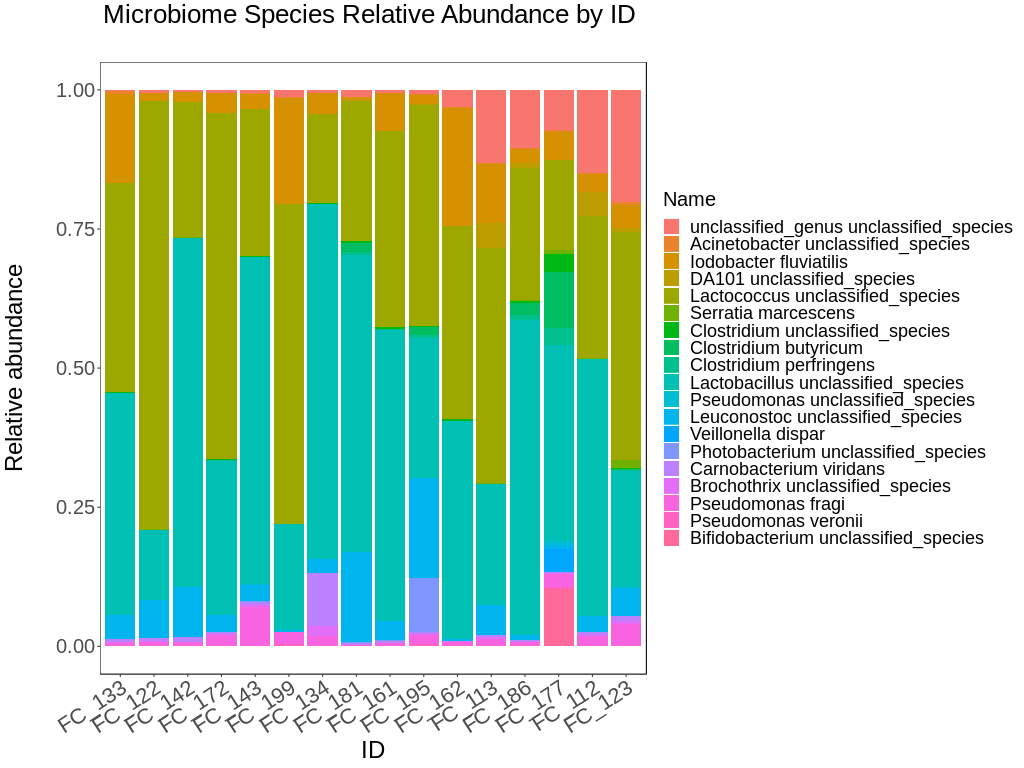 Microbiome Species Relative Abundance by ID
Relative abundance
1.00
0.75
0.50
0.25
0.00
FC_133
FC_122
FC_142
FC_172
FC_143
FC_199
FC_134
FC_181
FC_161
FC_195
FC_162
FC_113
FC_186
FC_177
FC_112
FC_123
ID
Name
unclassified_genus unclassified_species
Acinetobacter unclassified_species
Iodobacter fluviatilis
DA101 unclassified_species
Lactococcus unclassified_species
Serratia marcescens
Clostridium unclassified_species
Clostridium butyricum
Clostridium perfringens
Lactobacillus unclassified_species
Pseudomonas unclassified_species
Leuconostoc unclassified_species
Veillonella dispar
Photobacterium unclassified_species
Carnobacterium viridans
Brochothrix unclassified_species
Pseudomonas fragi
Pseudomonas veronii
Bifidobacterium unclassified_species